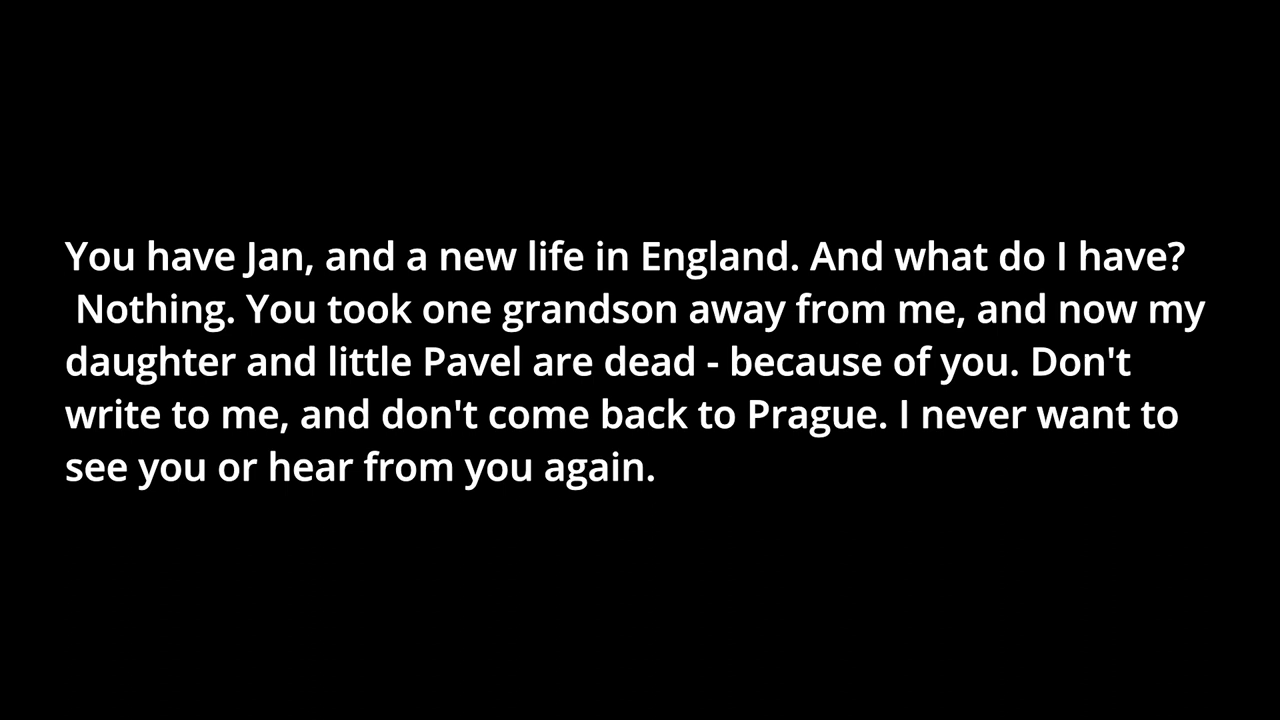 You have Jan, and a new life in England. And what do I have?
Nothing. You took one grandson away from me, and now my
daughter and little Pavel are dead - because of you. Don't
write to me, and don't come back to Prague. I never want to
see you or hear from you again.